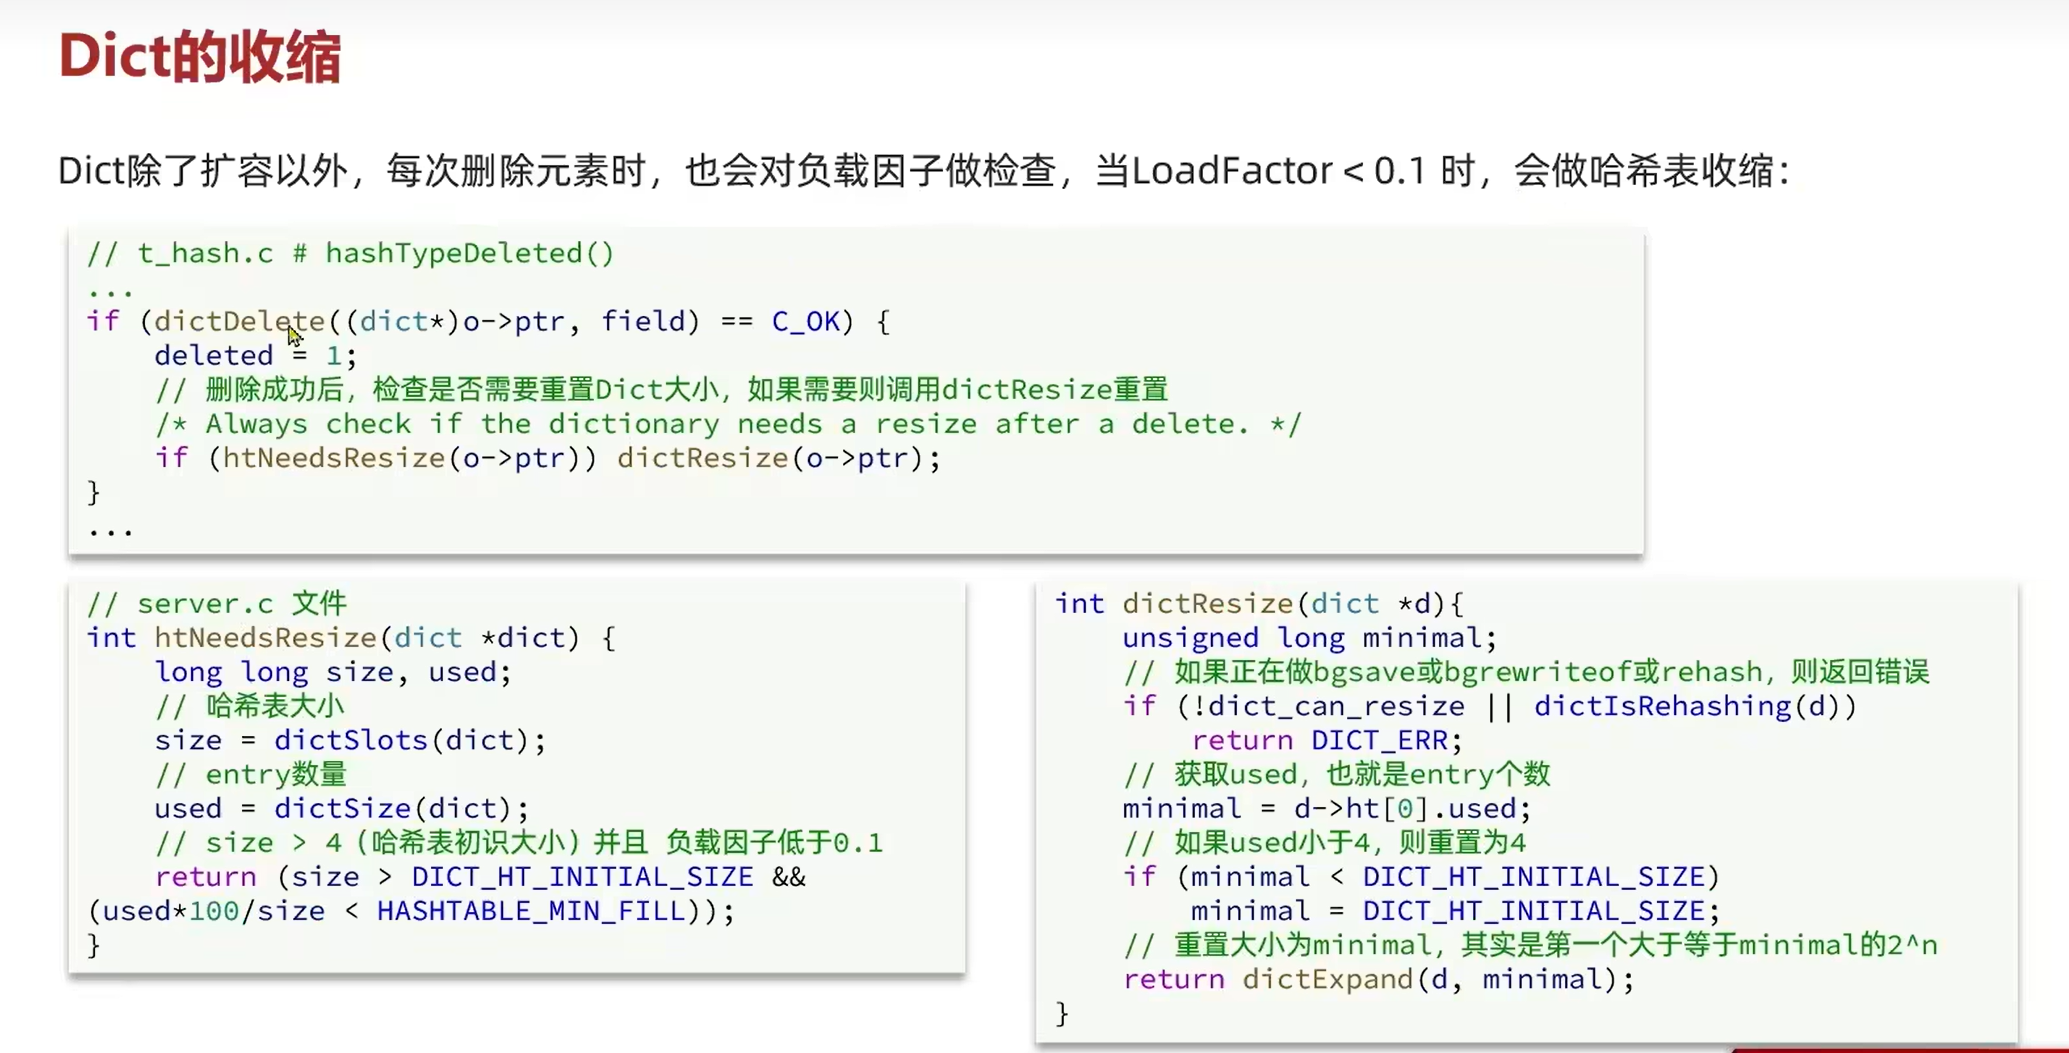 Dict的收缩
Dict除了扩容以外，每次删除元素时，也会对负载因子做检查，当LoadFactor < 0.1 时，会做哈希表收缩：
// t_hash.c # hashTypeDeleted()
...
if (dictDelete((dict*)o->ptr, field) == C_OK) {
    deleted = 1;
    // 删除成功后，检查是否需要重置Dict大小，如果需要则调用dictResize重置
    /* Always check if the dictionary needs a resize after a delete. */
    if (htNeedsResize(o->ptr)) dictResize(o->ptr);
}
...
// server.c 文件
int htNeedsResize(dict *dict) {
    long long size, used;
    // 哈希表大小
    size = dictSlots(dict);
    // entry数量
    used = dictSize(dict);
    // size > 4（哈希表初识大小）并且 负载因子低于0.1
    return (size > DICT_HT_INITIAL_SIZE &&
(used*100/size < HASHTABLE_MIN_FILL));
}
int dictResize(dict *d){
    unsigned long minimal;
    // 如果正在做bgsave或bgrewriteof或rehash，则返回错误
    if (!dict_can_resize || dictIsRehashing(d))
        return DICT_ERR;
    // 获取used，也就是entry个数
    minimal = d->ht[0].used;
    // 如果used小于4，则重置为4
    if (minimal < DICT_HT_INITIAL_SIZE)
        minimal = DICT_HT_INITIAL_SIZE;
    // 重置大小为minimal，其实是第一个大于等于minimal的2^n
    return dictExpand(d, minimal);
}